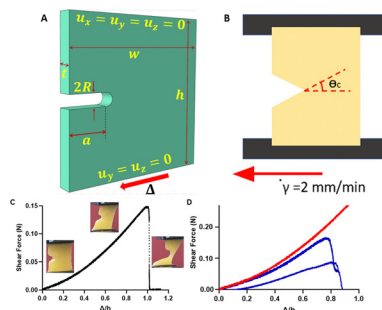 A
u_x = u_y = u_z = 0
w
t
2R
h
a
u_y = u_z = 0
Δ
B
θc
γ̇ =2 mm/min
C
Shear Force (N)
0.15
0.10
0.05
0.00
0.0 0.2 0.4 0.6 0.8 1.0 1.2
Δ/h
D
Shear Force (N)
0.20
0.10
0.00
0.0 0.2 0.4 0.6 0.8 1.0
Δ/h